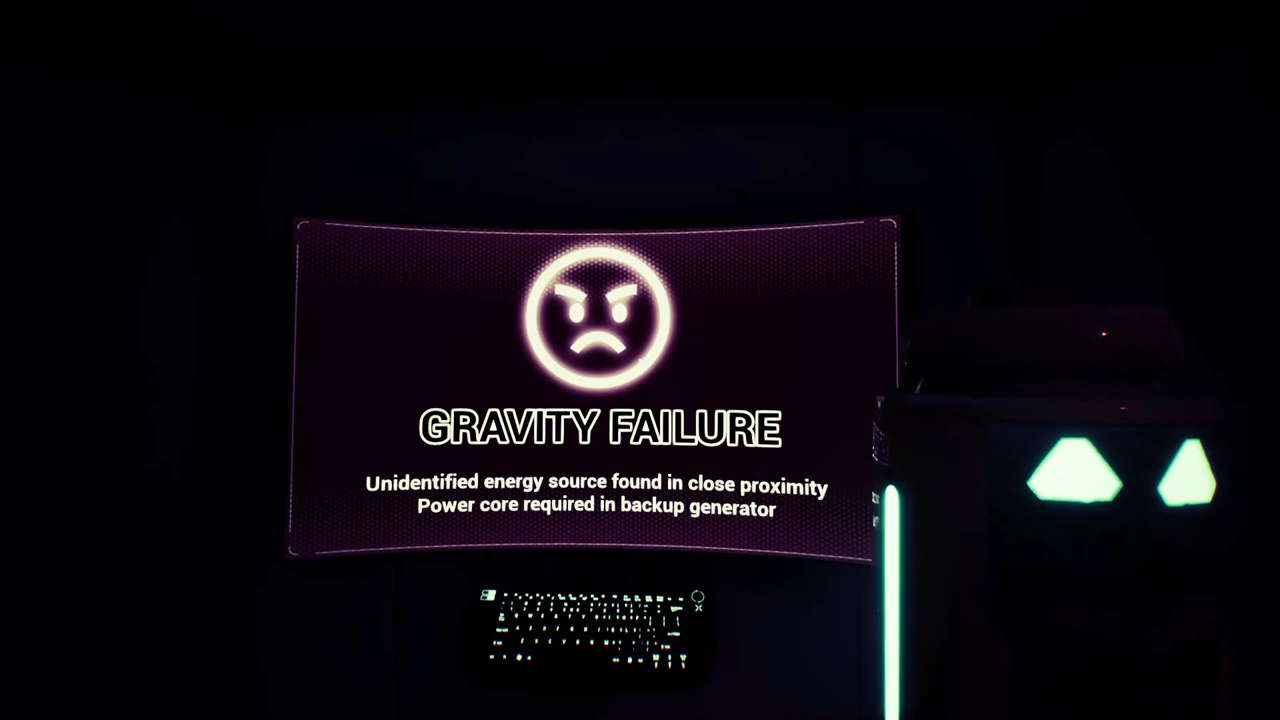 GRAVITY FAILURE
Unidentified energy source found in close proximity
Power core required in backup generator